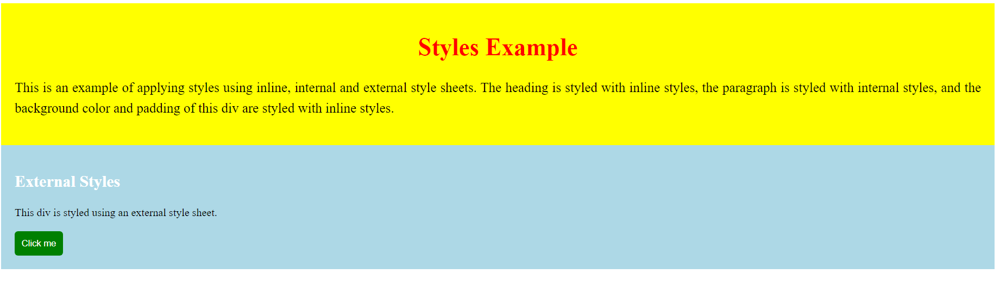 Styles Example
This is an example of applying styles using inline, internal and external style sheets. The heading is styled with inline styles, the paragraph is styled with internal styles, and the
background color and padding of this div are styled with inline styles.
External Styles
This div is styled using an external style sheet.
Click me